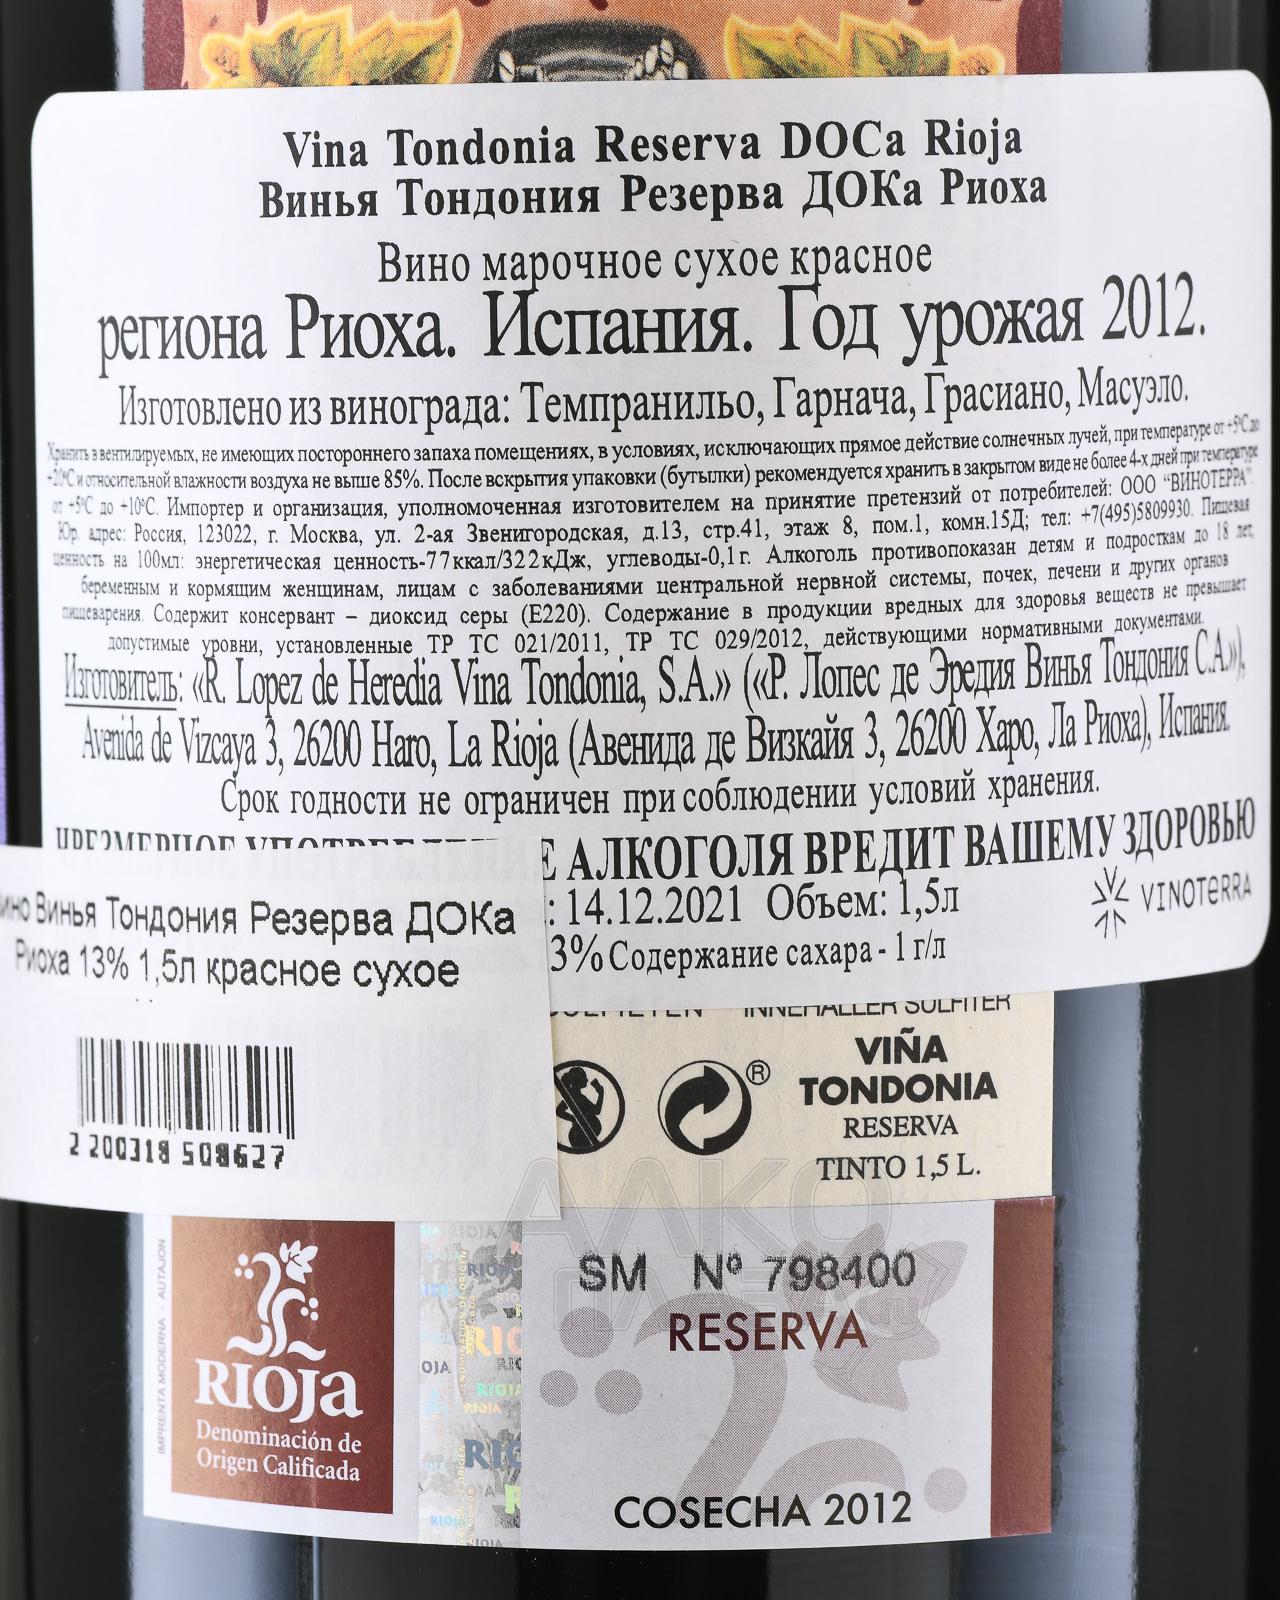 Vina Tondonia Reserva DOCa Rioja
Винья Тондония Резерва ДОКа Риоха
Вино марочное сухое красное
региона Риоха. Испания. Год урожая 2012.
Изготовлено из винограда: Темпранильо, Гарнача, Грасиано, Масуэло.
Хранить в вентилируемых, не имеющих постороннего запаха помещениях, в условиях, исключающих прямое действие солнечных лучей, при температуре от +5°С до
+20°С и относительной влажности воздуха не выше 85%. После вскрытия упаковки (бутылки) рекомендуется хранить в закрытом виде не более 4-х дней при температуре
от +5°С до +10°С. Импортер и организация, уполномоченная изготовителем на принятие претензий от потребителей: ООО "ВИНОТЕРРА".
Юр. адрес: Россия, 123022, г. Москва, ул. 2-ая Звенигородская, д.13, стр.41, этаж 8, пом.1, комн.15Д; тел: +7(495)5809930. Пищевая
ценность на 100мл: энергетическая ценность-77ккал/322кДж, углеводы-0,1г. Алкоголь противопоказан детям и подросткам до 18 лет,
беременным и кормящим женщинам, лицам с заболеваниями центральной нервной системы, почек, печени и других органов
пищеварения. Содержит консервант – диоксид серы (Е220). Содержание в продукции вредных для здоровья веществ не превышает
допустимые уровни, установленные ТР ТС 021/2011, ТР ТС 029/2012, действующими нормативными документами.
Изготовитель: «R. Lopez de Heredia Vina Tondonia, S.A.» («Р. Лопес де Эредия Винья Тондония С.А.»),
Avenida de Vizcaya 3, 26200 Haro, La Rioja (Авенида де Визкайя 3, 26200 Харо, Ла Риоха), Испания.
Срок годности не ограничен при соблюдении условий хранения.
ЧРЕЗМЕРНОЕ УПОТРЕБЛЕНИЕ АЛКОГОЛЯ ВРЕДИТ ВАШЕМУ ЗДОРОВЬЮ
: 14.12.2021 Объем: 1,5л
VINOTERRA
3% Содержание сахара - 1 г/л
ино Винья Тондония Резерва ДОКа
Риоха 13% 1,5л красное сухое
2 200318 508627
INNEHÅLLER SULFITER
®
VIÑA
TONDONIA
RESERVA
TINTO 1,5 L.
IMPRENTA MODERNA - AUTAJON
RIOJA
Denominación de
Origen Calificada
SM Nº 798400
RESERVA
COSECHA 2012